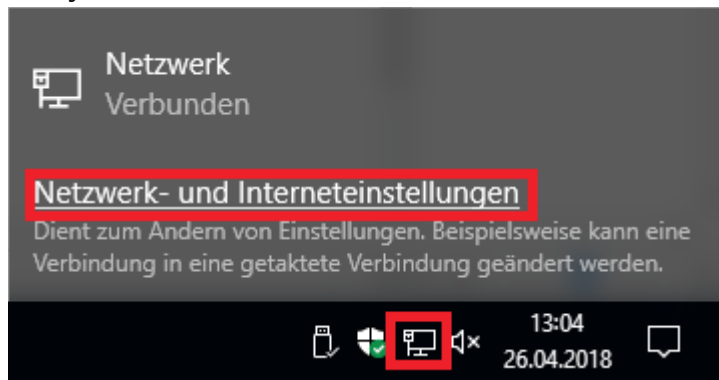 Netzwerk
Verbunden
Netzwerk- und Interneteinstellungen
Dient zum Ändern von Einstellungen. Beispielsweise kann eine
Verbindung in eine getaktete Verbindung geändert werden.
13:04
26.04.2018